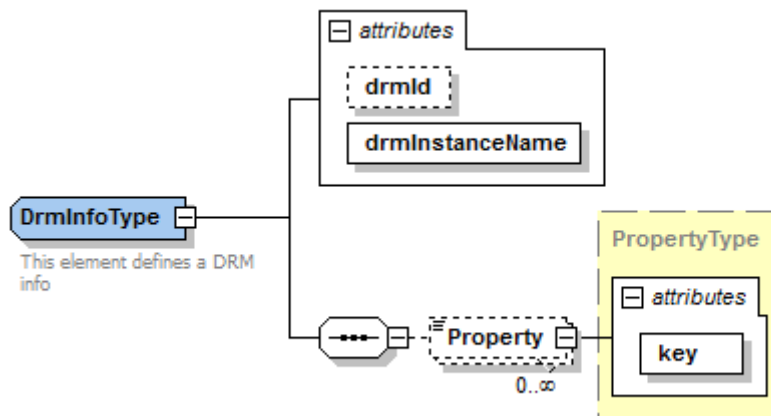 attributes
drmId
drmInstanceName
DrmInfoType
This element defines a DRM
info
PropertyType
attributes
Property
key
0..∞